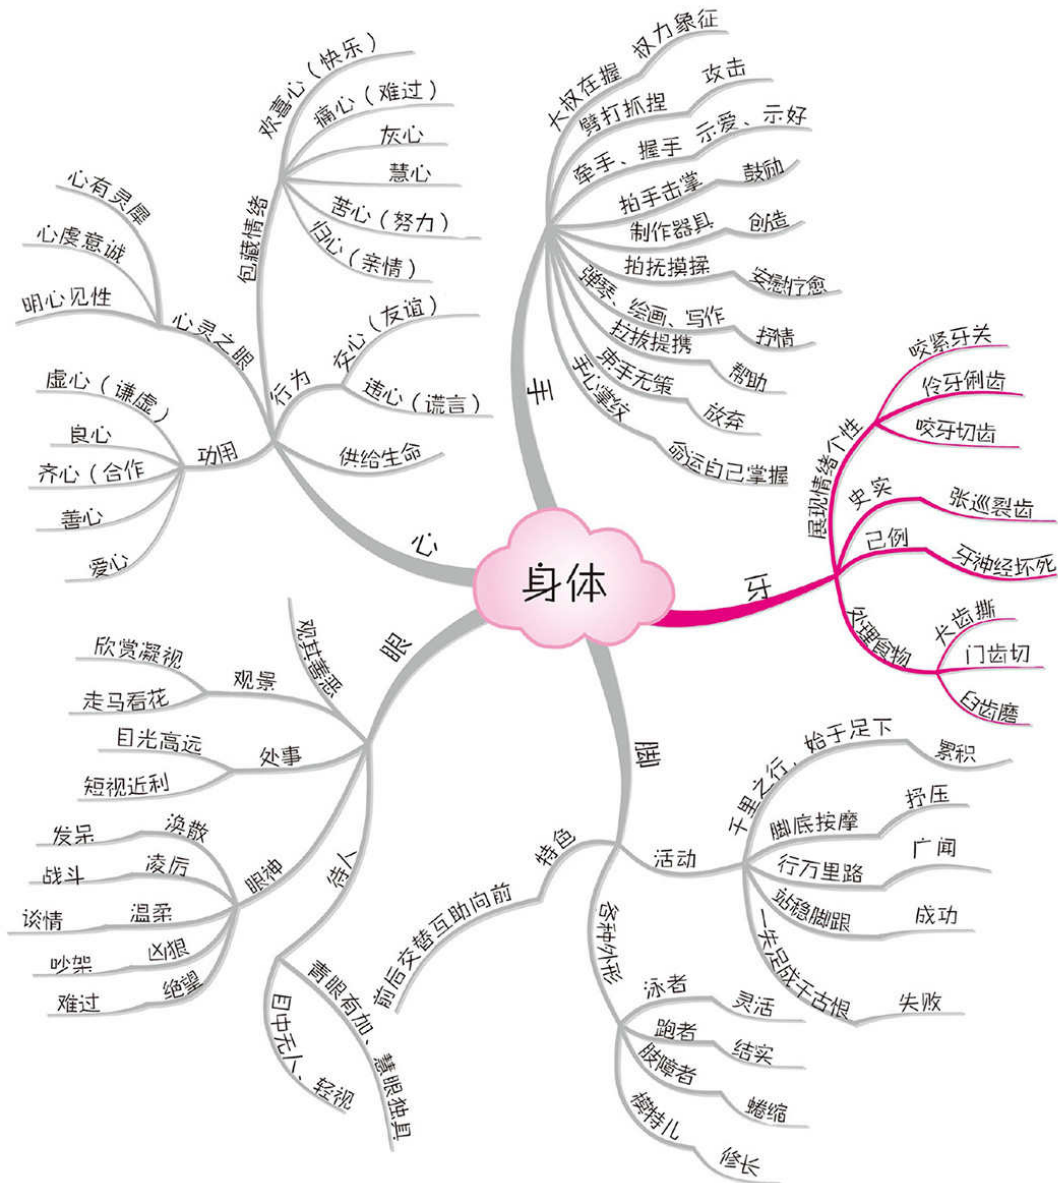 身体
手
大权在握
权力象征
劈打抓捏
攻击
牵手、握手
示爱、示好
拍手击掌
鼓励
制作器具
创造
拍抚摸揉
安慰疗愈
弹琴、绘画、写作
抒情
拉拔提携
帮助
束手无策
放弃
手心掌纹
命运自己掌握
牙
展现情绪个性
咬紧牙关
伶牙俐齿
咬牙切齿
史实
张巡裂齿
己例
牙神经坏死
处理食物
犬齿撕
门齿切
臼齿磨
脚
活动
千里之行，始于足下
累积
脚底按摩
抒压
行万里路
广闻
站稳脚跟
成功
一失足成千古恨
失败
各种外形
泳者
灵活
跑者
结实
肢障者
蜷缩
模特儿
修长
特色
前后交替互助向前
眼
观其善恶
观景
欣赏凝视
走马看花
处事
目光高远
短视近利
眼神
涣散
发呆
凌厉
战斗
温柔
谈情
凶狠
吵架
绝望
难过
待人
青眼有加、慧眼独具
目中无人、轻视
心
包藏情绪
欢喜心（快乐）
痛心（难过）
灰心
慧心
苦心（努力）
归心（亲情）
心灵之眼
心有灵犀
心虔意诚
明心见性
行为
安心（友谊）
违心（谎言）
供给生命
功用
虚心（谦虚）
良心
齐心（合作
善心
爱心